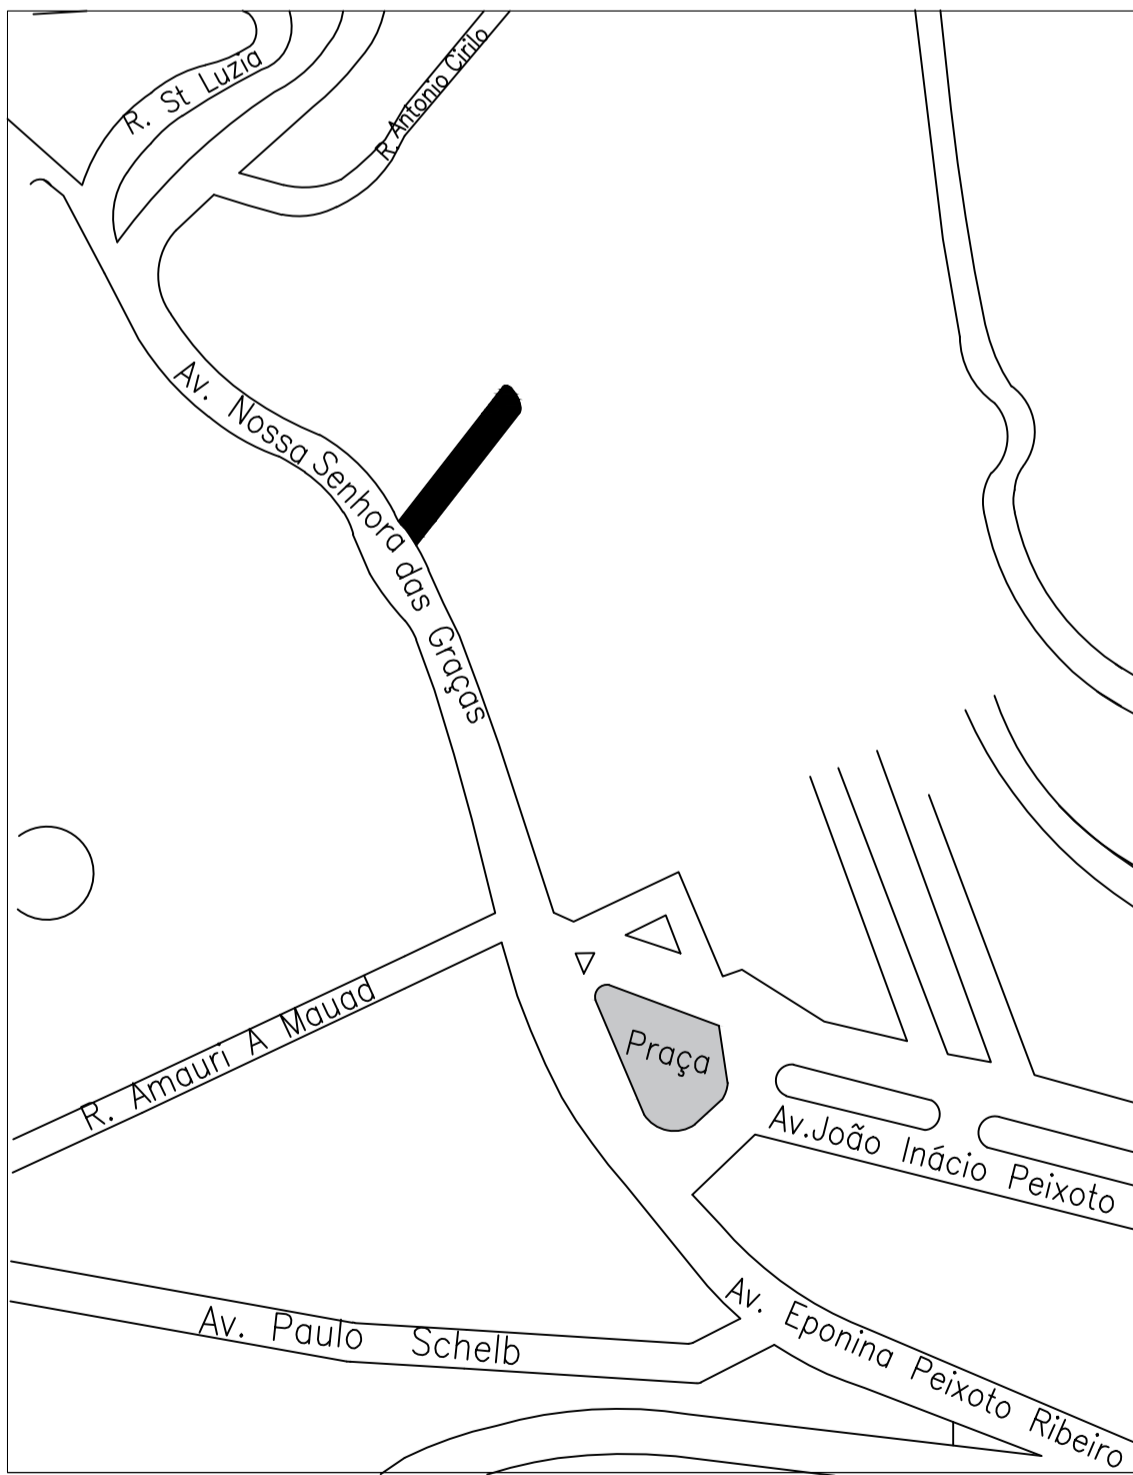 R. St Luzia
R. Antonio Cirilo
Av. Nossa Senhora das Graças
R. Amauri A Mauad
Praça
Av.João Inácio Peixoto
Av. Paulo Schelb
Av. Eponina Peixoto Ribeiro